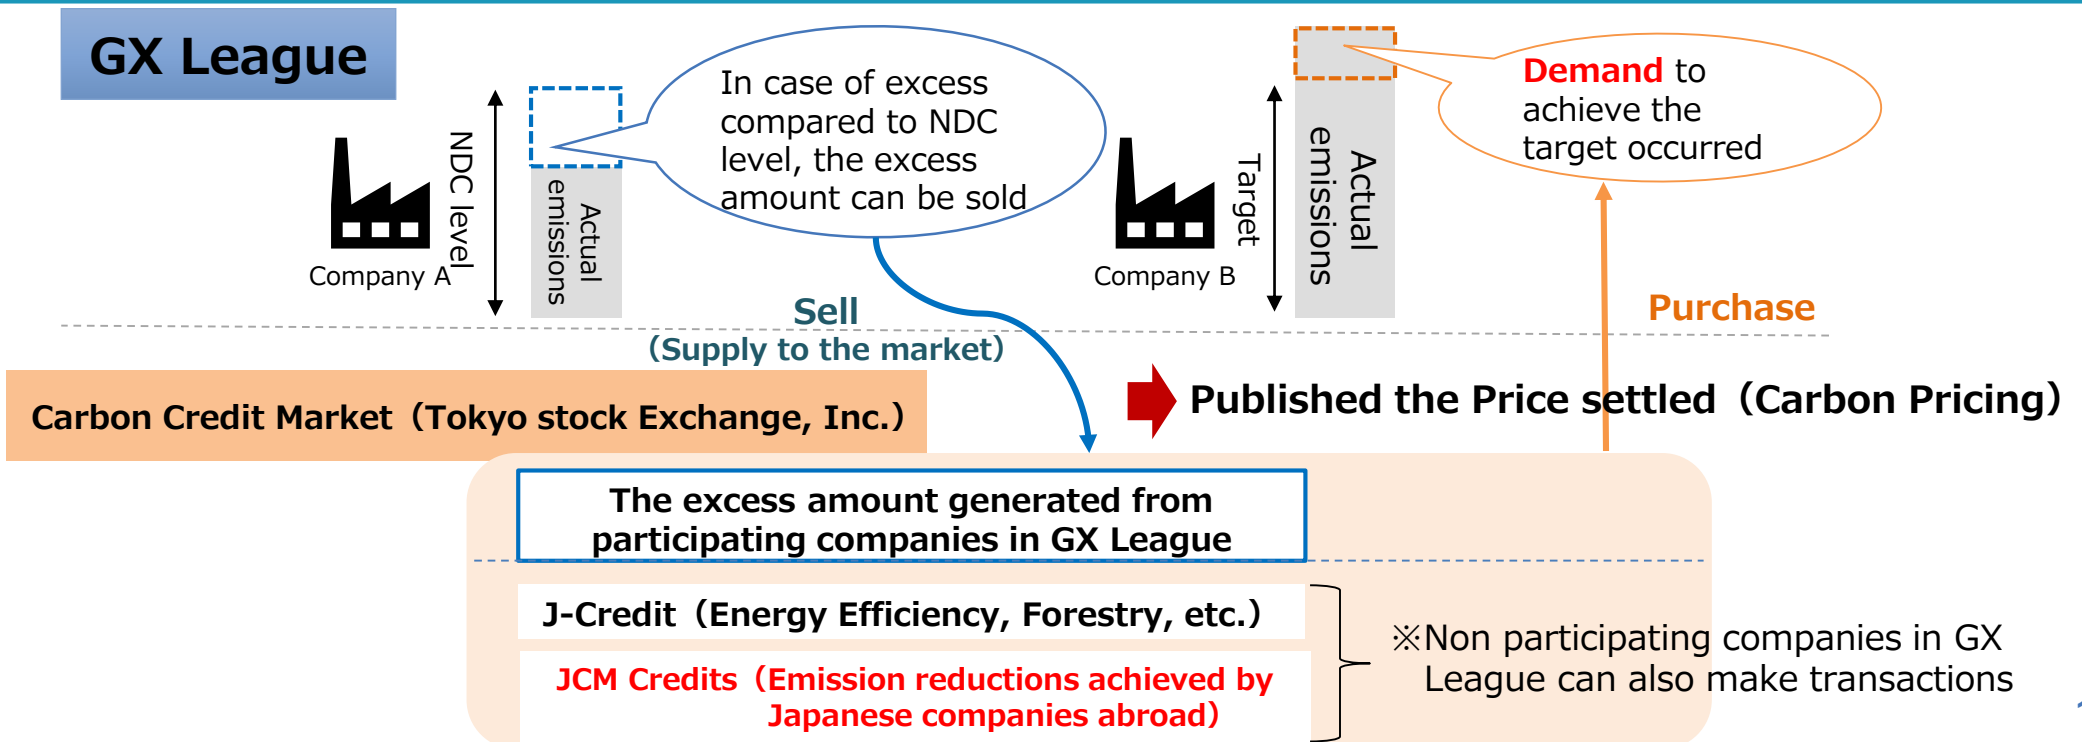 GX League
NDC level
Actual
emissions
Company A
In case of excess
compared to NDC
level, the excess
amount can be sold
Target
Actual
emissions
Company B
Demand to
achieve the
target occurred
Sell
（Supply to the market）
Purchase
Carbon Credit Market（Tokyo stock Exchange, Inc.）
Published the Price settled（Carbon Pricing）
The excess amount generated from
participating companies in GX League
J-Credit（Energy Efficiency, Forestry, etc.）
JCM Credits（Emission reductions achieved by
Japanese companies abroad）
※Non participating companies in GX
League can also make transactions